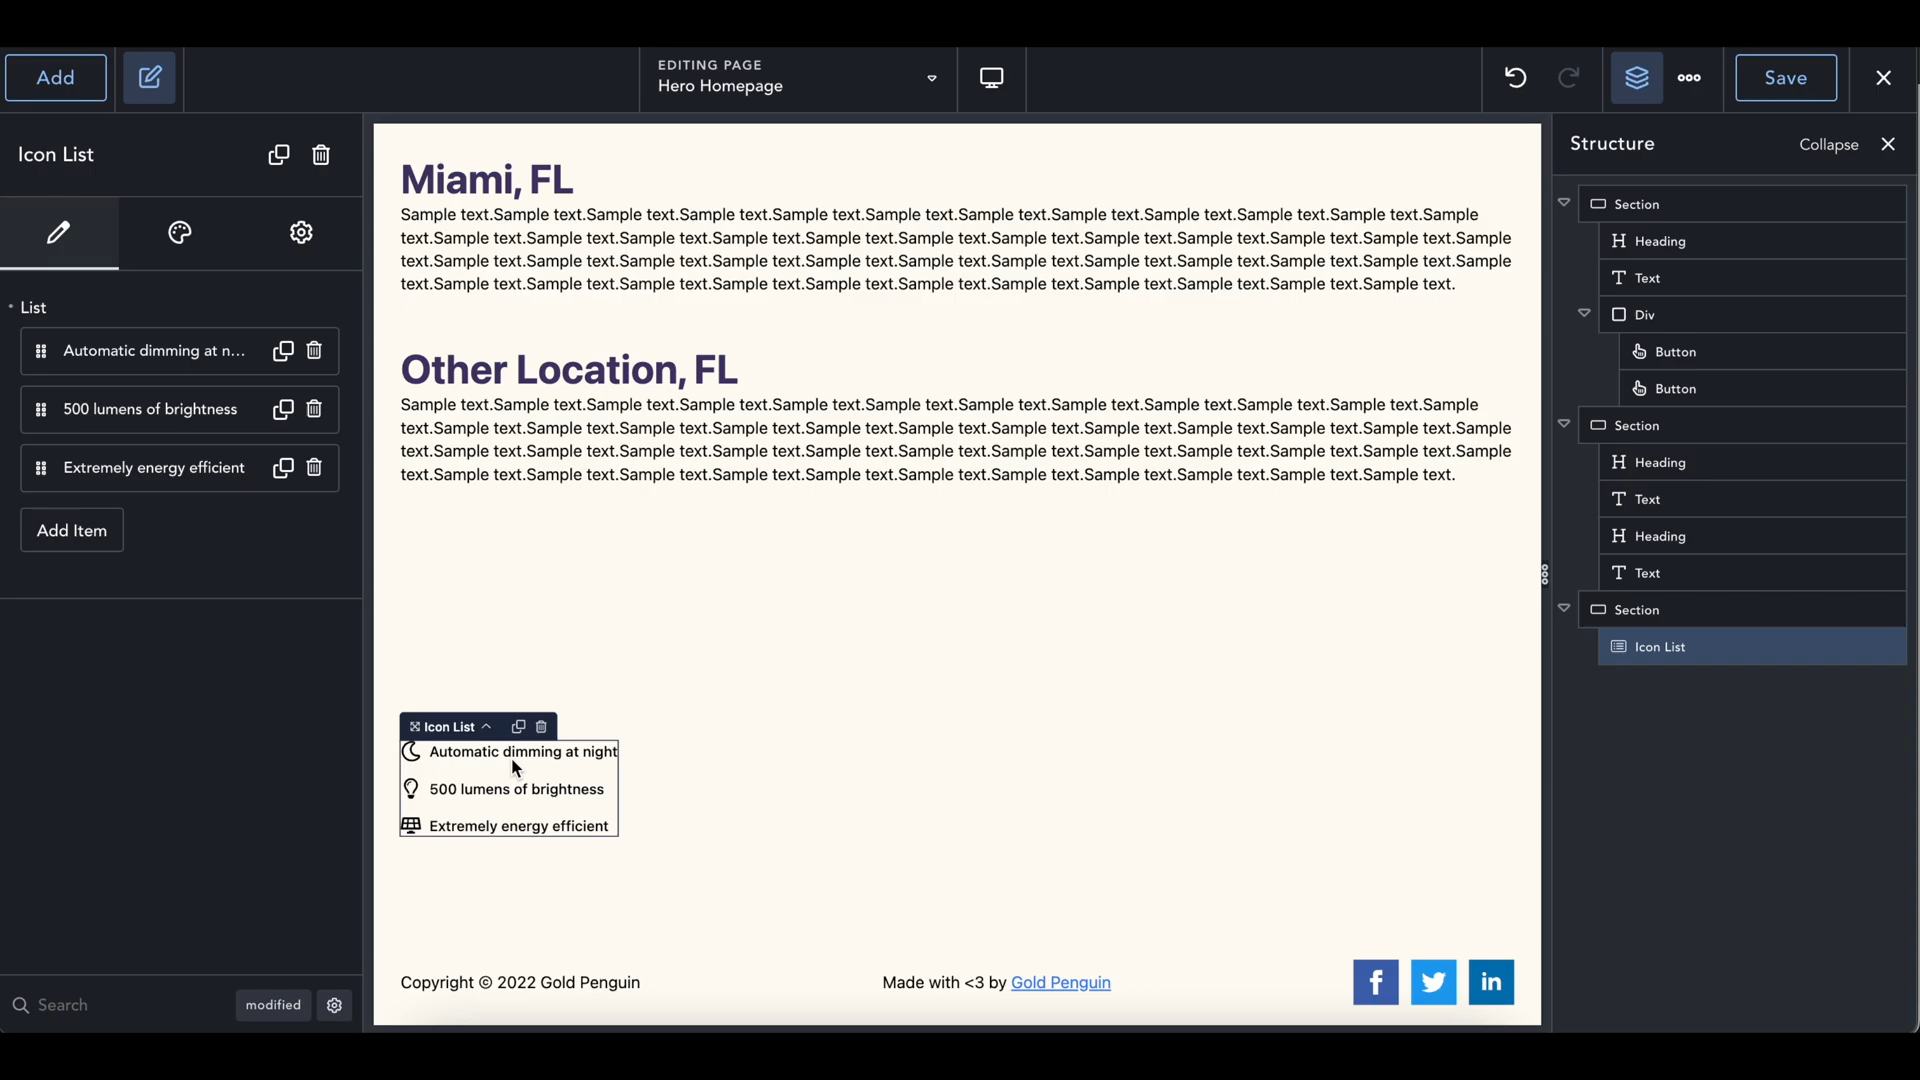 Add
EDITING PAGE
Hero Homepage
Save
Icon List
List
Automatic dimming at n...
500 lumens of brightness
Extremely energy efficient
Add Item
Search
modified
Miami, FL
Sample text.Sample text.Sample text.Sample text.Sample text.Sample text.Sample text.Sample text.Sample text.Sample text.Sample text.Sample
text.Sample text.Sample text.Sample text.Sample text.Sample text.Sample text.Sample text.Sample text.Sample text.Sample text.Sample text.Sample
text.Sample text.Sample text.Sample text.Sample text.Sample text.Sample text.Sample text.Sample text.Sample text.Sample text.Sample text.Sample
text.Sample text.Sample text.Sample text.Sample text.Sample text.Sample text.Sample text.Sample text.Sample text.Sample text.Sample text.
Other Location, FL
Sample text.Sample text.Sample text.Sample text.Sample text.Sample text.Sample text.Sample text.Sample text.Sample text.Sample text.Sample
text.Sample text.Sample text.Sample text.Sample text.Sample text.Sample text.Sample text.Sample text.Sample text.Sample text.Sample text.Sample
text.Sample text.Sample text.Sample text.Sample text.Sample text.Sample text.Sample text.Sample text.Sample text.Sample text.Sample text.Sample
text.Sample text.Sample text.Sample text.Sample text.Sample text.Sample text.Sample text.Sample text.Sample text.Sample text.Sample text.
Icon List
Automatic dimming at night
500 lumens of brightness
Extremely energy efficient
Copyright © 2022 Gold Penguin
Made with <3 by Gold Penguin
Structure
Collapse
Section
Heading
Text
Div
Button
Button
Section
Heading
Text
Heading
Text
Section
Icon List